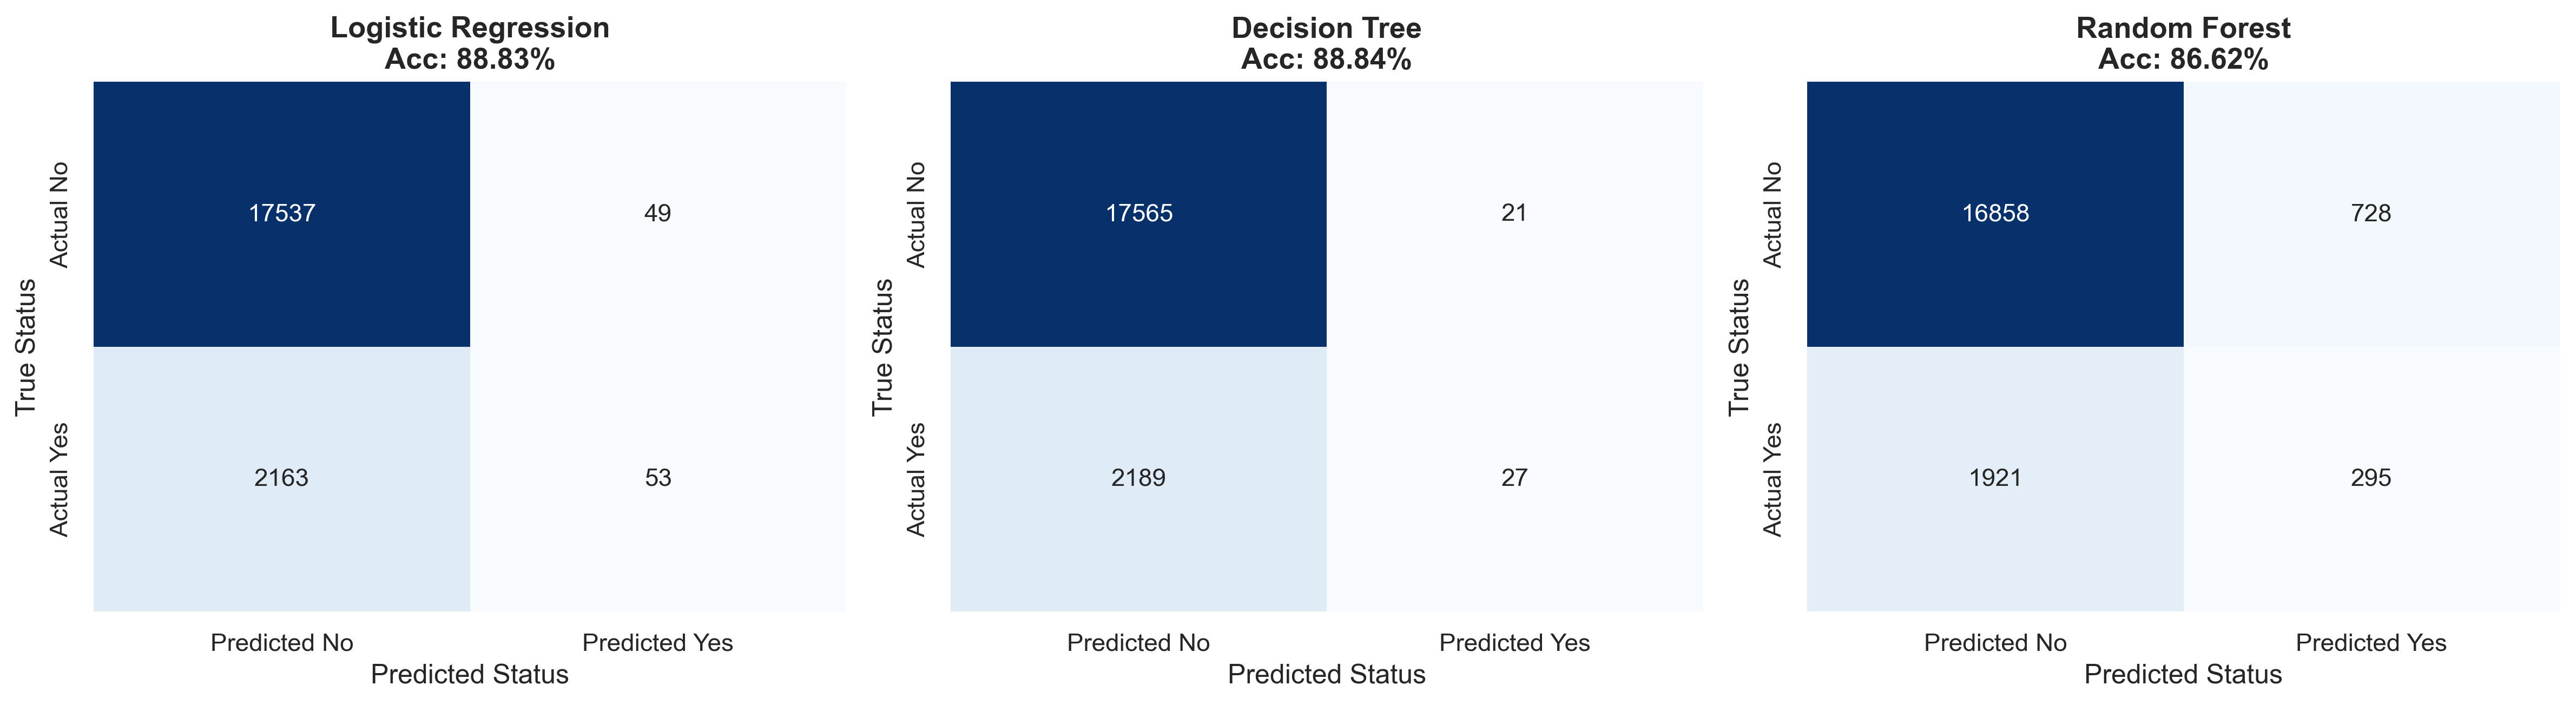 Logistic Regression
Acc: 88.83%
True Status
Actual No
Actual Yes
17537
49
2163
53
Predicted No
Predicted Yes
Predicted Status
Decision Tree
Acc: 88.84%
True Status
Actual No
Actual Yes
17565
21
2189
27
Predicted No
Predicted Yes
Predicted Status
Random Forest
Acc: 86.62%
True Status
Actual No
Actual Yes
16858
728
1921
295
Predicted No
Predicted Yes
Predicted Status